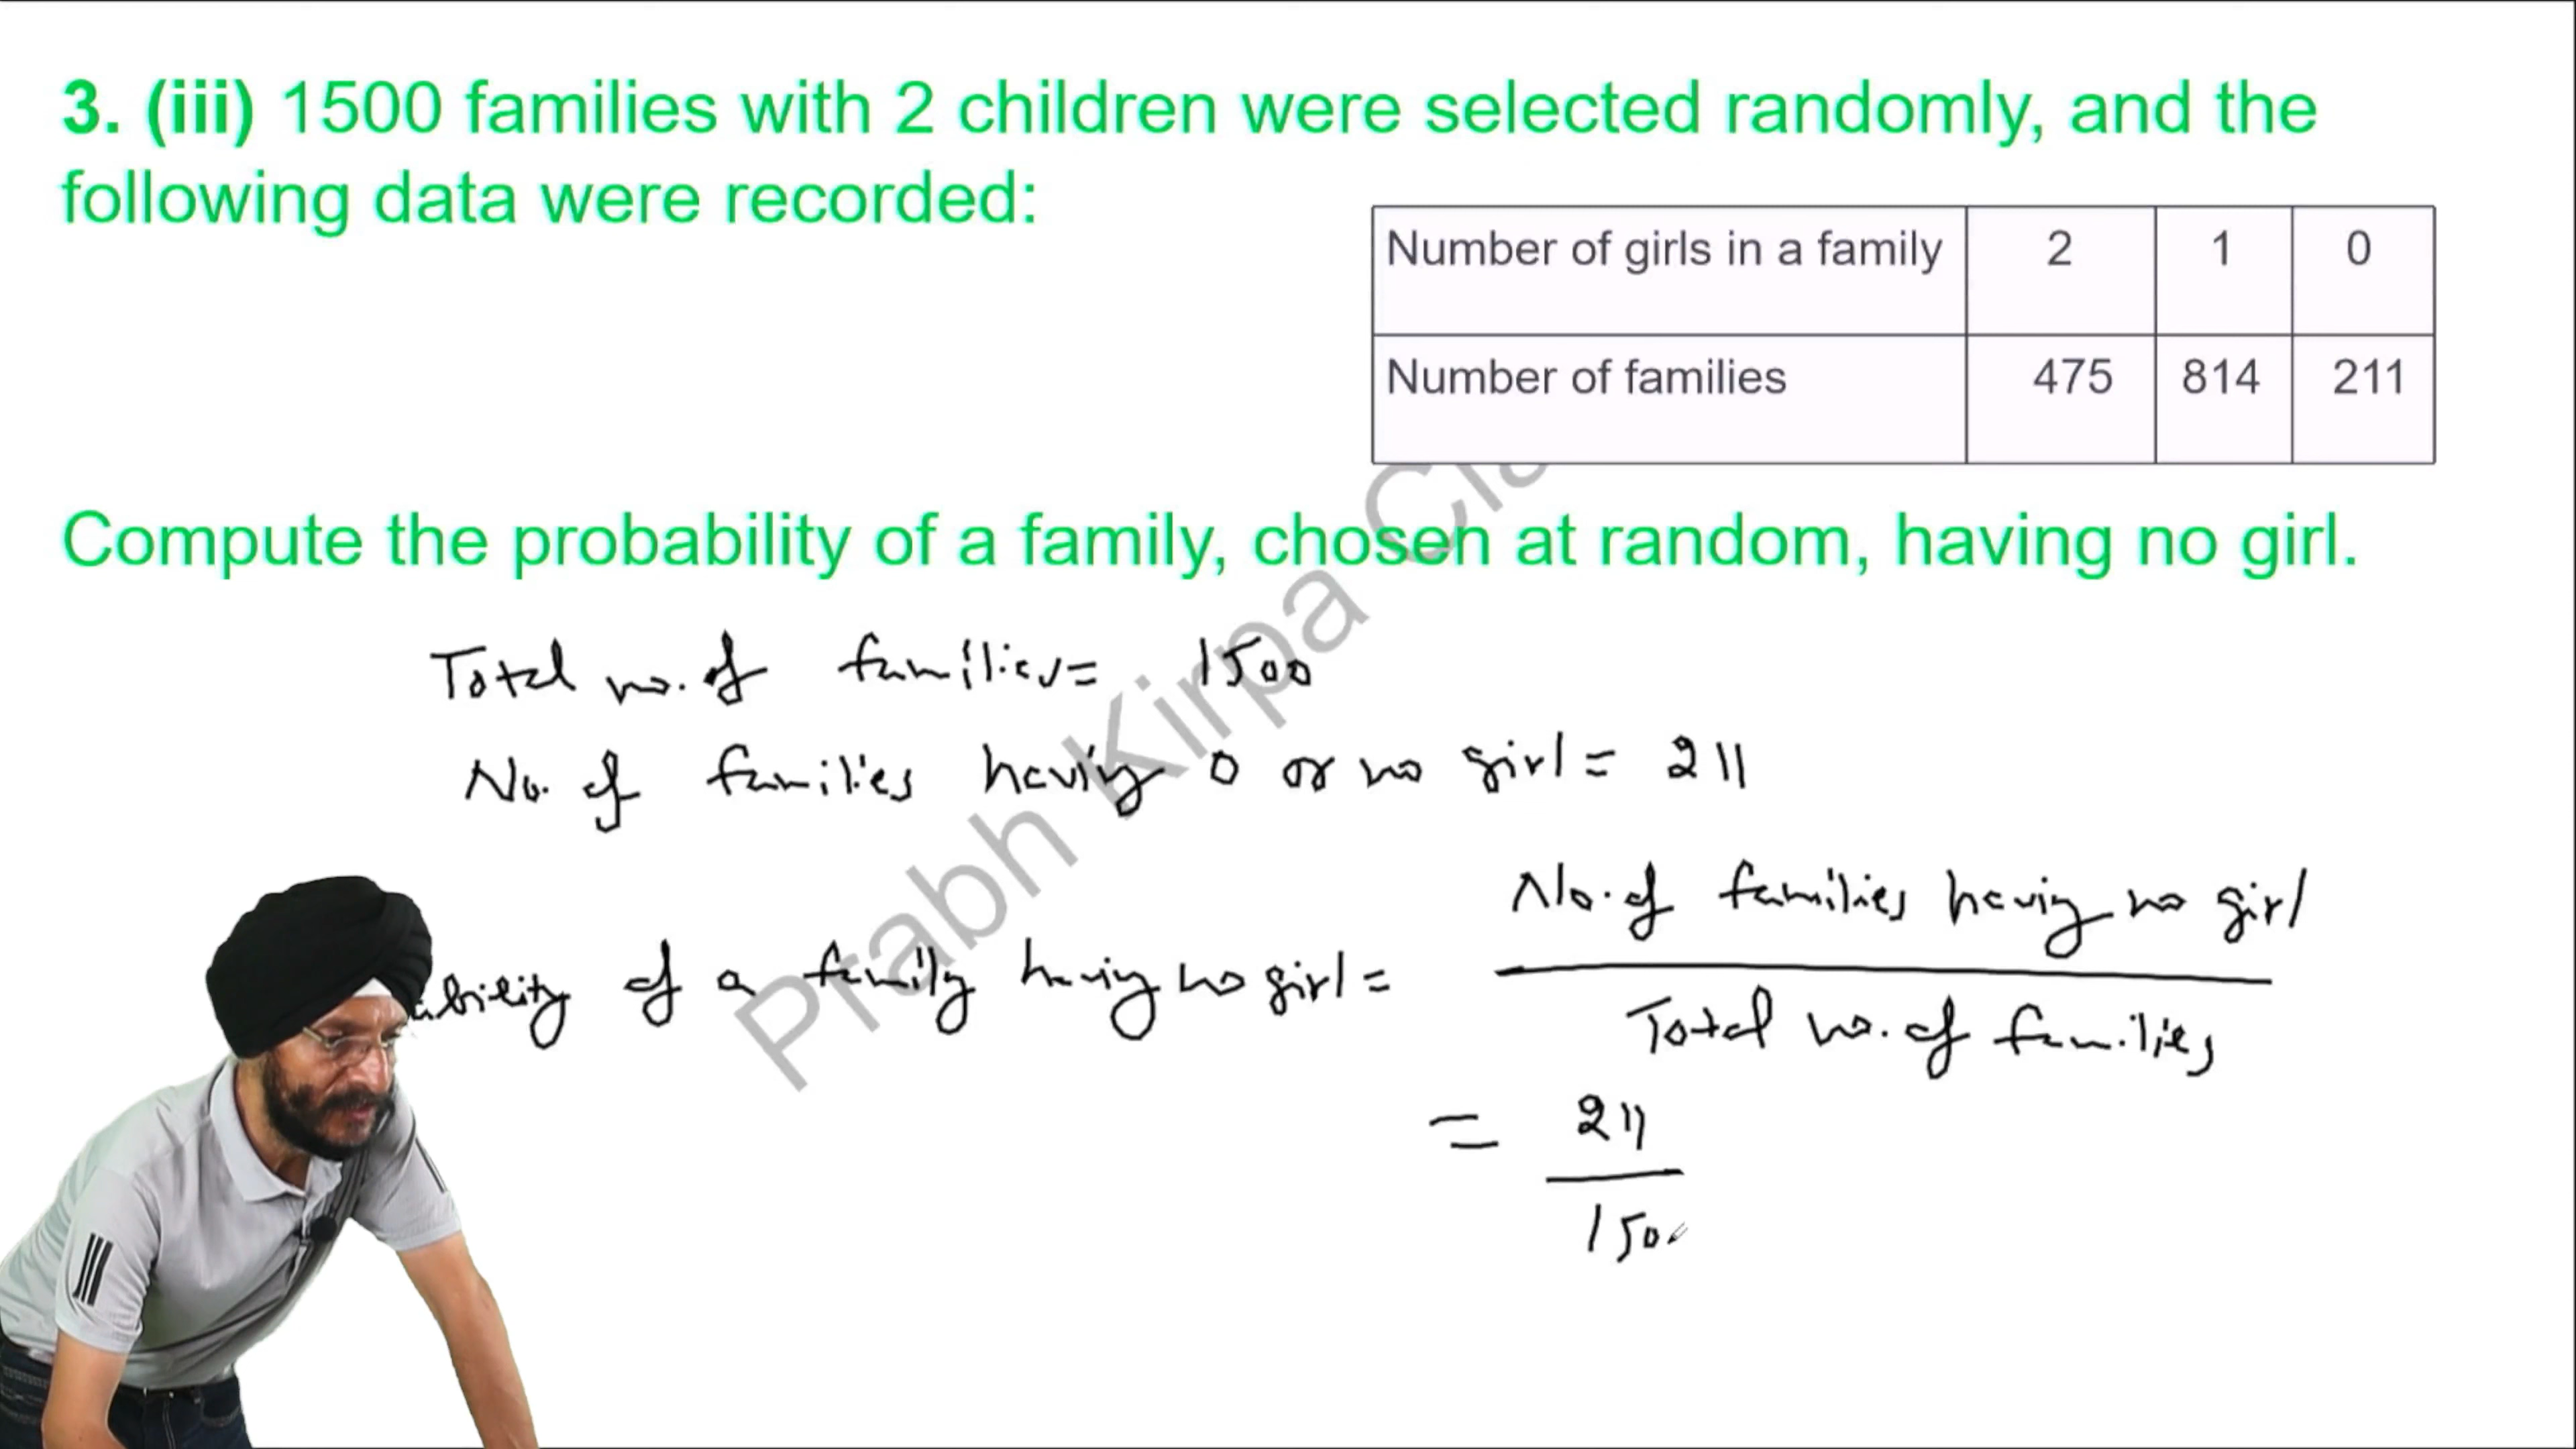 3. (iii) 1500 families with 2 children were selected randomly, and the
following data were recorded:
Number of girls in a family 2 1 0
Number of families 475 814 211
Compute the probability of a family, chosen at random, having no girl.
Total no. of families = 1500
No. of families having 0 or no girl = 211
No. of families having no girl
ability of a family having no girl =
Total no. of families
= 211
150
Prabh Kirpa Cla